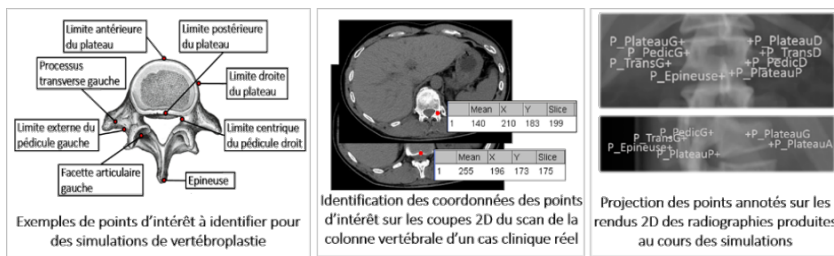 Limite antérieure
du plateau
Limite postérieure
du plateau
Processus
transverse gauche
Limite droite
du plateau
Limite externe du
pédicule gauche
Limite centrique
du pédicule droit
Facette articulaire
gauche
Epineuse
Exemples de points d'intérêt à identifier pour
des simulations de vertébroplastie
Mean X Y Slice
1 140 210 183 199
Mean X Y Slice
1 255 196 173 175
Identification des coordonnées des points
d'intérêt sur les coupes 2D du scan de la
colonne vertébrale d'un cas clinique réel
P_PlateauG+ +P_PlateauD
P_PedicG+ +P_TransD
P_TransG+ +P_PedicD
P_Epineuse+ +P_PlateauP
P_PedicG+ +P_PlateauG
P_TransG+
P_Epineuse+ +P_PlateauA
P_PlateauP+
Projection des points annotés sur les
rendus 2D des radiographies produites
au cours des simulations